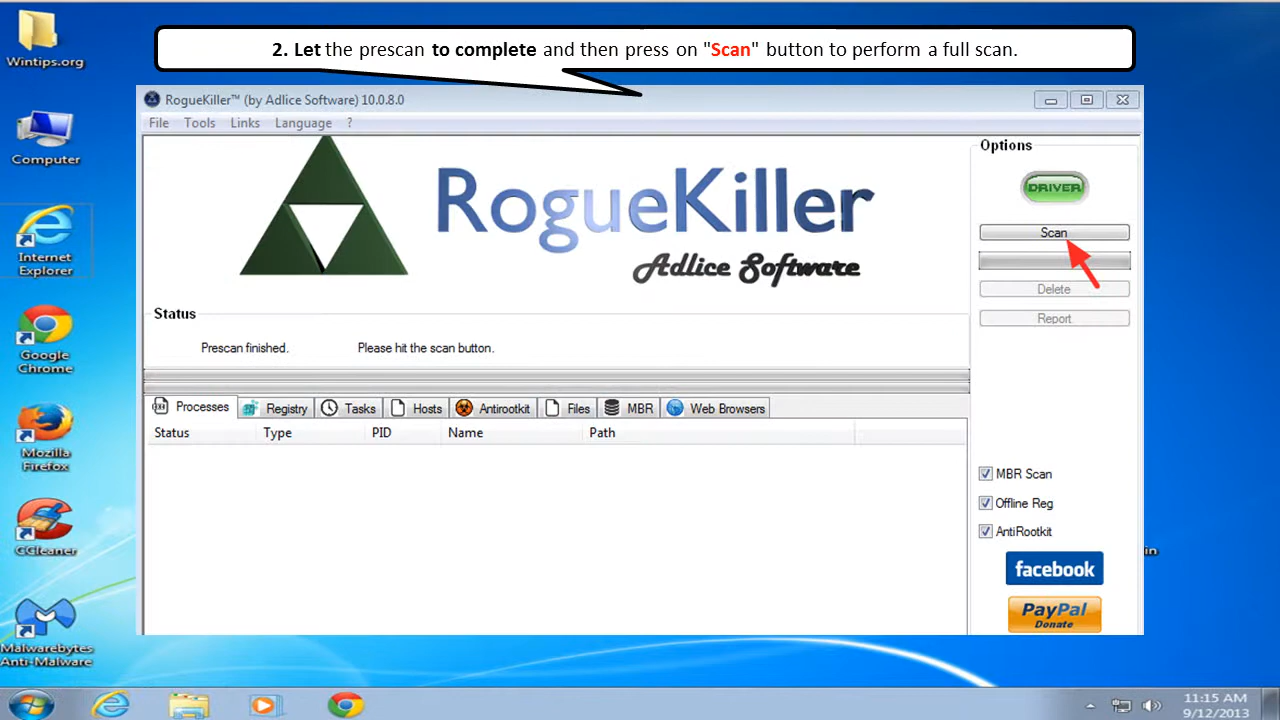 Wintips.org
2. Let the prescan to complete and then press on "Scan" button to perform a full scan.
RogueKiller™ (by Adlice Software) 10.0.8.0
File Tools Links Language ?
RogueKiller
Adlice Software
Options
DRIVER
Scan
Delete
Report
Status
Prescan finished. Please hit the scan button.
Processes Registry Tasks Hosts Antirootkit Files MBR Web Browsers
Status Type PID Name Path
MBR Scan
Offline Reg
AntiRootkit
facebook
PayPal
Donate
Computer
Internet
Explorer
Google
Chrome
Mozilla
Firefox
CCleaner
Malwarebytes
Anti-Malware
in
11:15 AM
9/12/2013